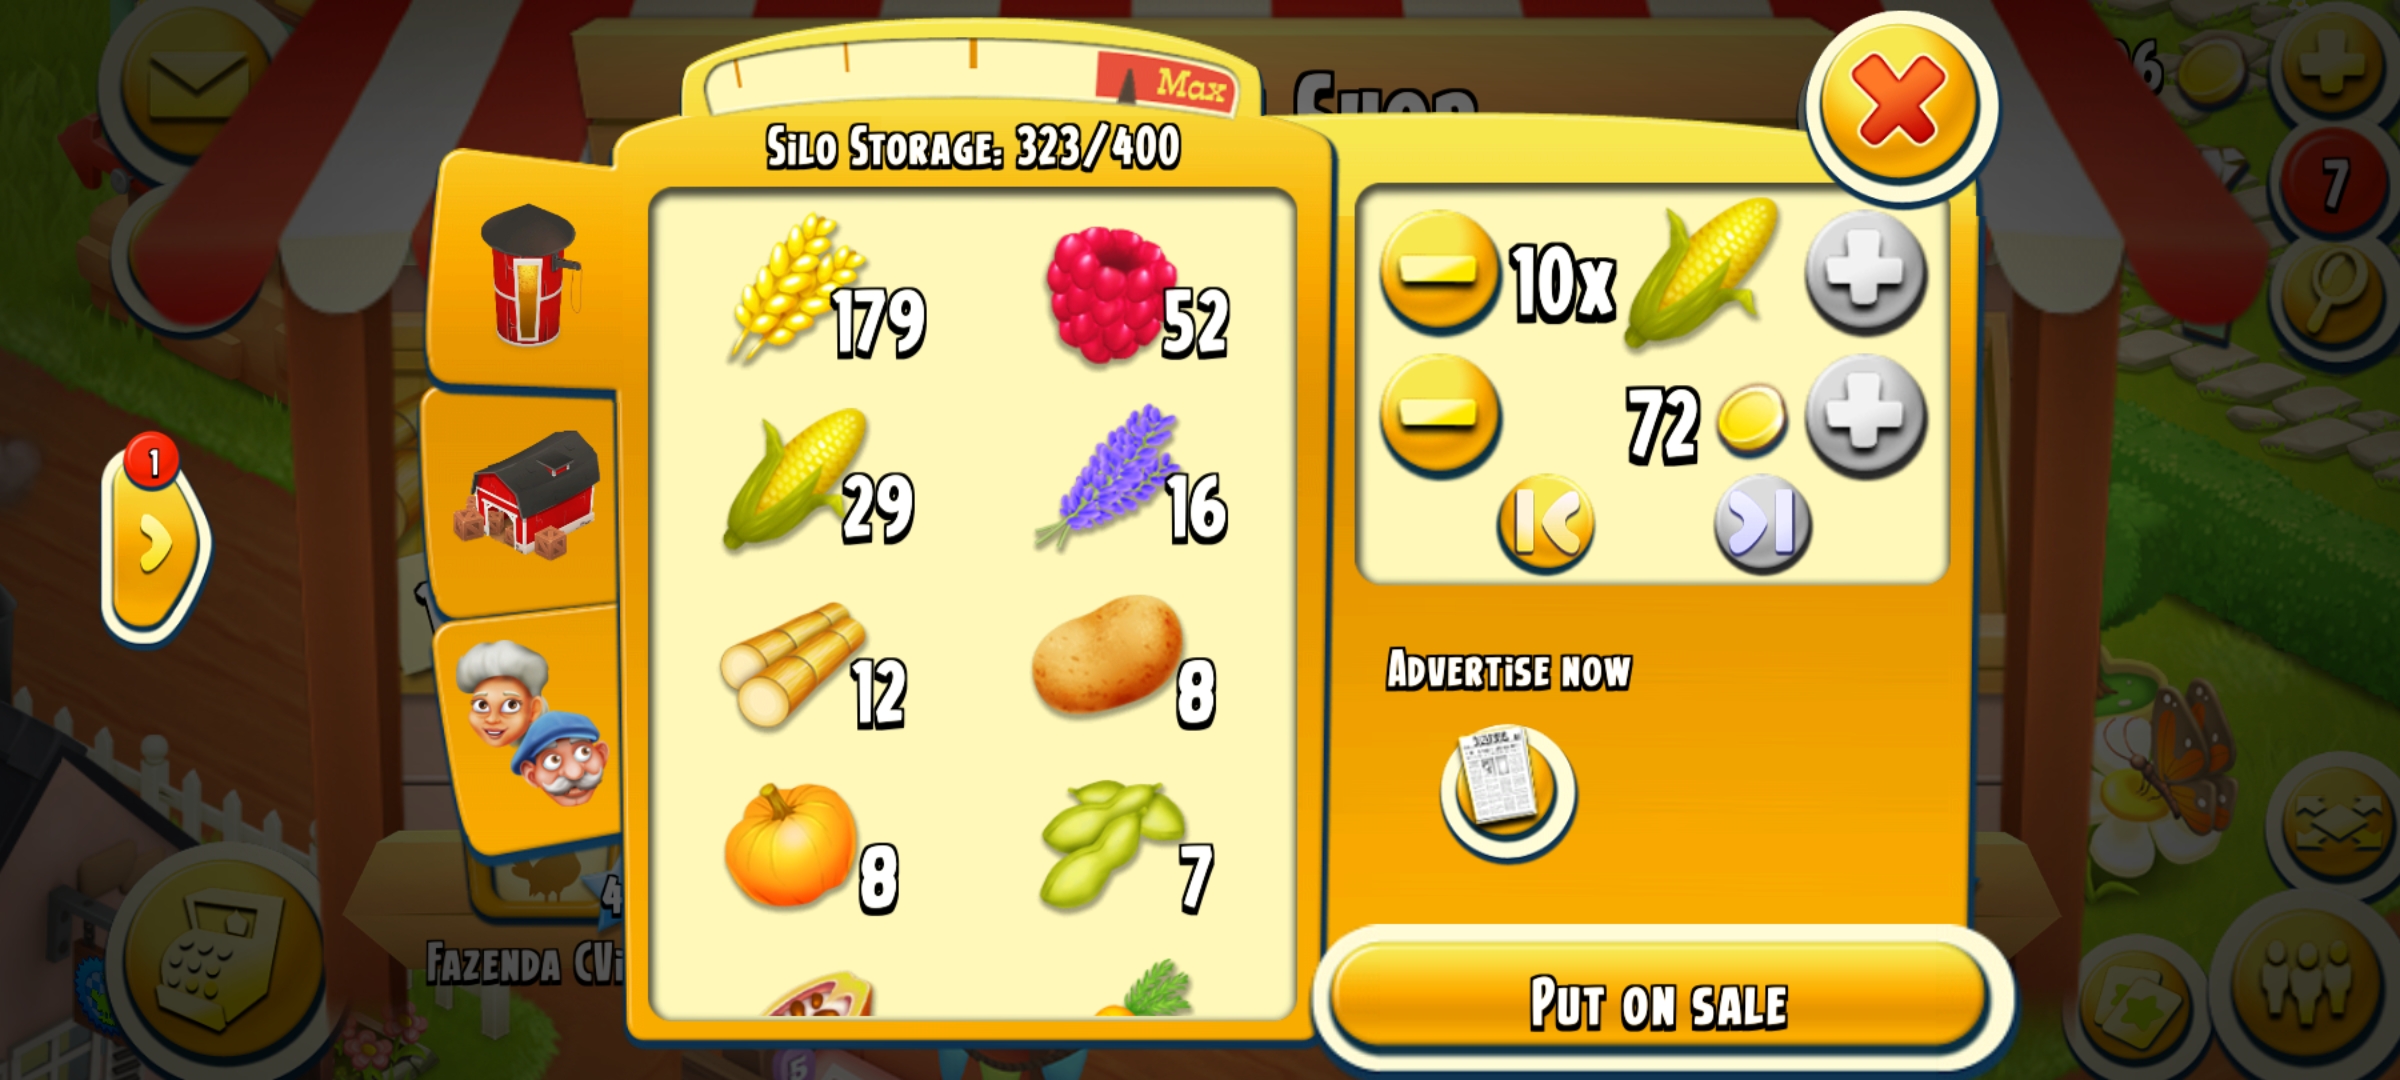 Shop
Max
Silo Storage: 323/400
179
52
29
16
12
8
8
7
10x
72
Advertise now
Put on sale
7
1
Fazenda CVi